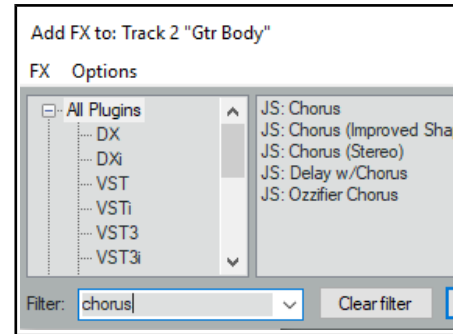 Add FX to: Track 2 "Gtr Body"
FX Options
All Plugins
DX
DXi
VST
VSTi
VST3
VST3i
JS: Chorus
JS: Chorus (Improved Sha
JS: Chorus (Stereo)
JS: Delay w/Chorus
JS: Ozzifier Chorus
Filter: chorus Clear filter